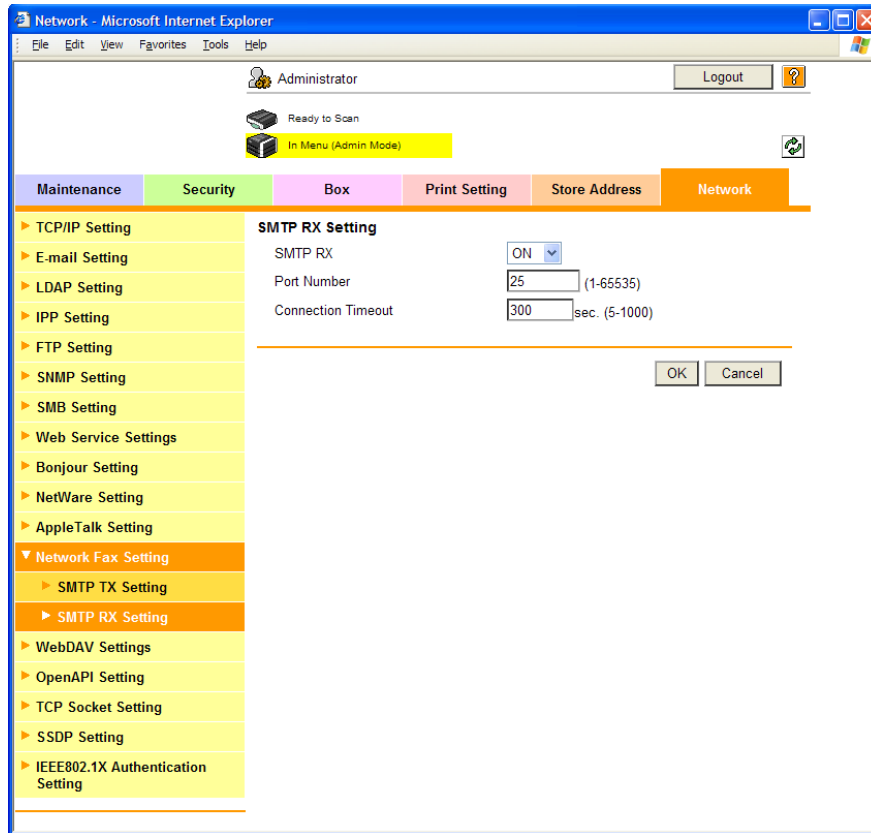 Network - Microsoft Internet Explorer
File Edit View Favorites Tools Help
Administrator
Logout
?
Ready to Scan
In Menu (Admin Mode)
Maintenance Security Box Print Setting Store Address Network
TCP/IP Setting
E-mail Setting
LDAP Setting
IPP Setting
FTP Setting
SNMP Setting
SMB Setting
Web Service Settings
Bonjour Setting
NetWare Setting
AppleTalk Setting
Network Fax Setting
SMTP TX Setting
SMTP RX Setting
WebDAV Settings
OpenAPI Setting
TCP Socket Setting
SSDP Setting
IEEE802.1X Authentication
Setting
SMTP RX Setting
SMTP RX ON
Port Number 25 (1-65535)
Connection Timeout 300 sec. (5-1000)
OK Cancel